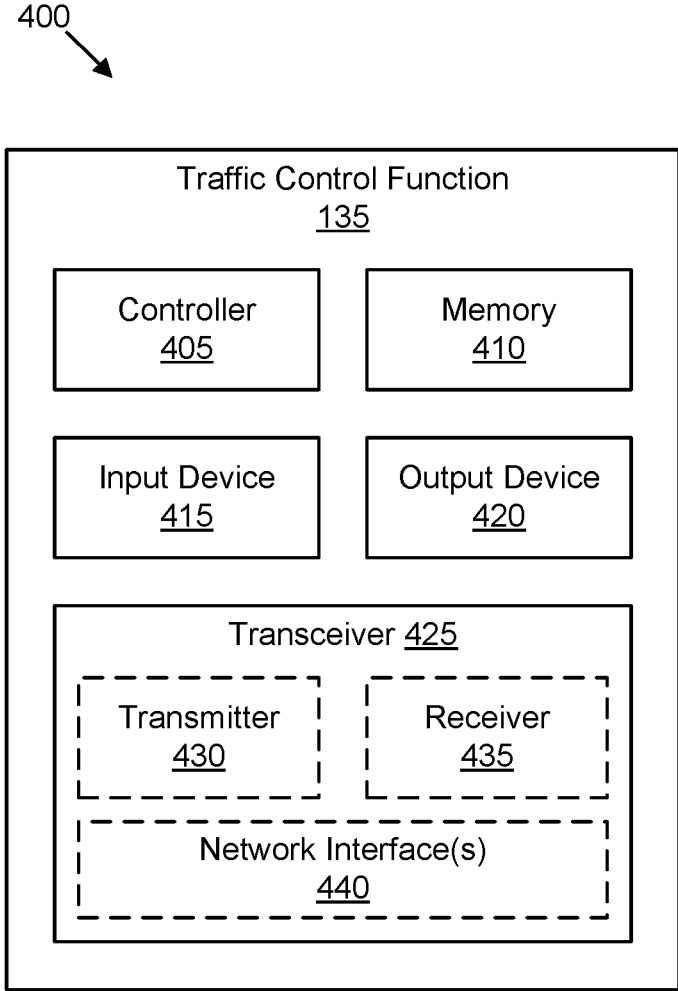 400
Traffic Control Function
135
Controller
405
Memory
410
Input Device
415
Output Device
420
Transceiver 425
Transmitter
430
Receiver
435
Network Interface(s)
440